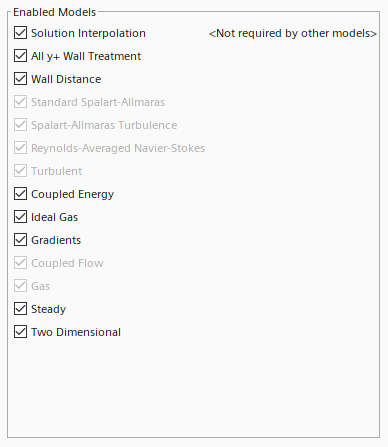 Enabled Models
Solution Interpolation <Not required by other models>
All y+ Wall Treatment
Wall Distance
Standard Spalart-Allmaras
Spalart-Allmaras Turbulence
Reynolds-Averaged Navier-Stokes
Turbulent
Coupled Energy
Ideal Gas
Gradients
Coupled Flow
Gas
Steady
Two Dimensional